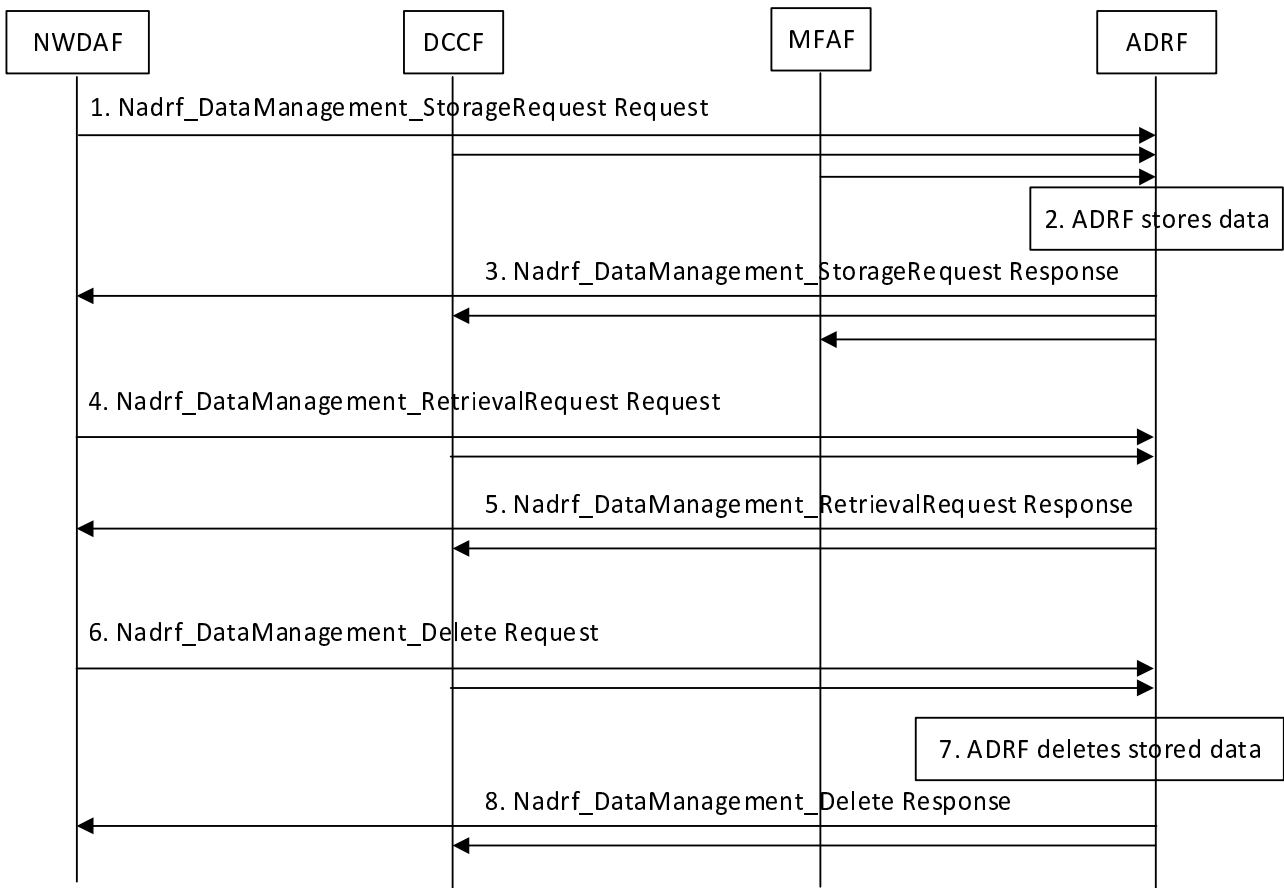 NWDAF
DCCF
MFAF
ADRF
1. Nadrf_DataManagement_StorageRequest Request
2. ADRF stores data
3. Nadrf_DataManagement_StorageRequest Response
4. Nadrf_DataManagement_RetrievalRequest Request
5. Nadrf_DataManagement_RetrievalRequest Response
6. Nadrf_DataManagement_Delete Request
7. ADRF deletes stored data
8. Nadrf_DataManagement_Delete Response